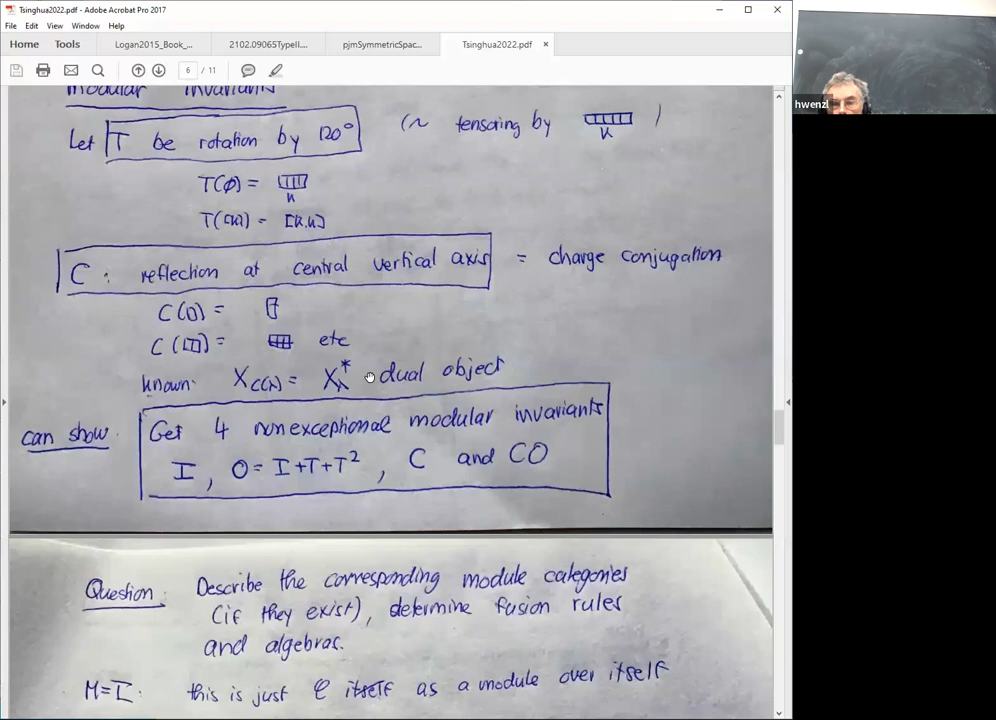 Tsinghua2022.pdf - Adobe Acrobat Pro 2017
File Edit View Window Help
Home Tools Logan2015_Book_... 2102.09065TypeII.... pjmSymmetricSpac... Tsinghua2022.pdf ×
6 / 11
hwenzl
modular invariants
Let T be rotation by 120° (~ tensoring by k )
T(ϕ) =
k
T([k]) = [k,k]
C : reflection at central vertical axis = charge conjugation
C(□) =
C(□□) = etc
known: X_{C(λ)} = X_λ^* dual object
can show: Get 4 nonexceptional modular invariants
I, O = I+T+T², C and CO
Question: Describe the corresponding module categories
(if they exist), determine fusion rules
and algebras.
M=I: this is just C itself as a module over itself